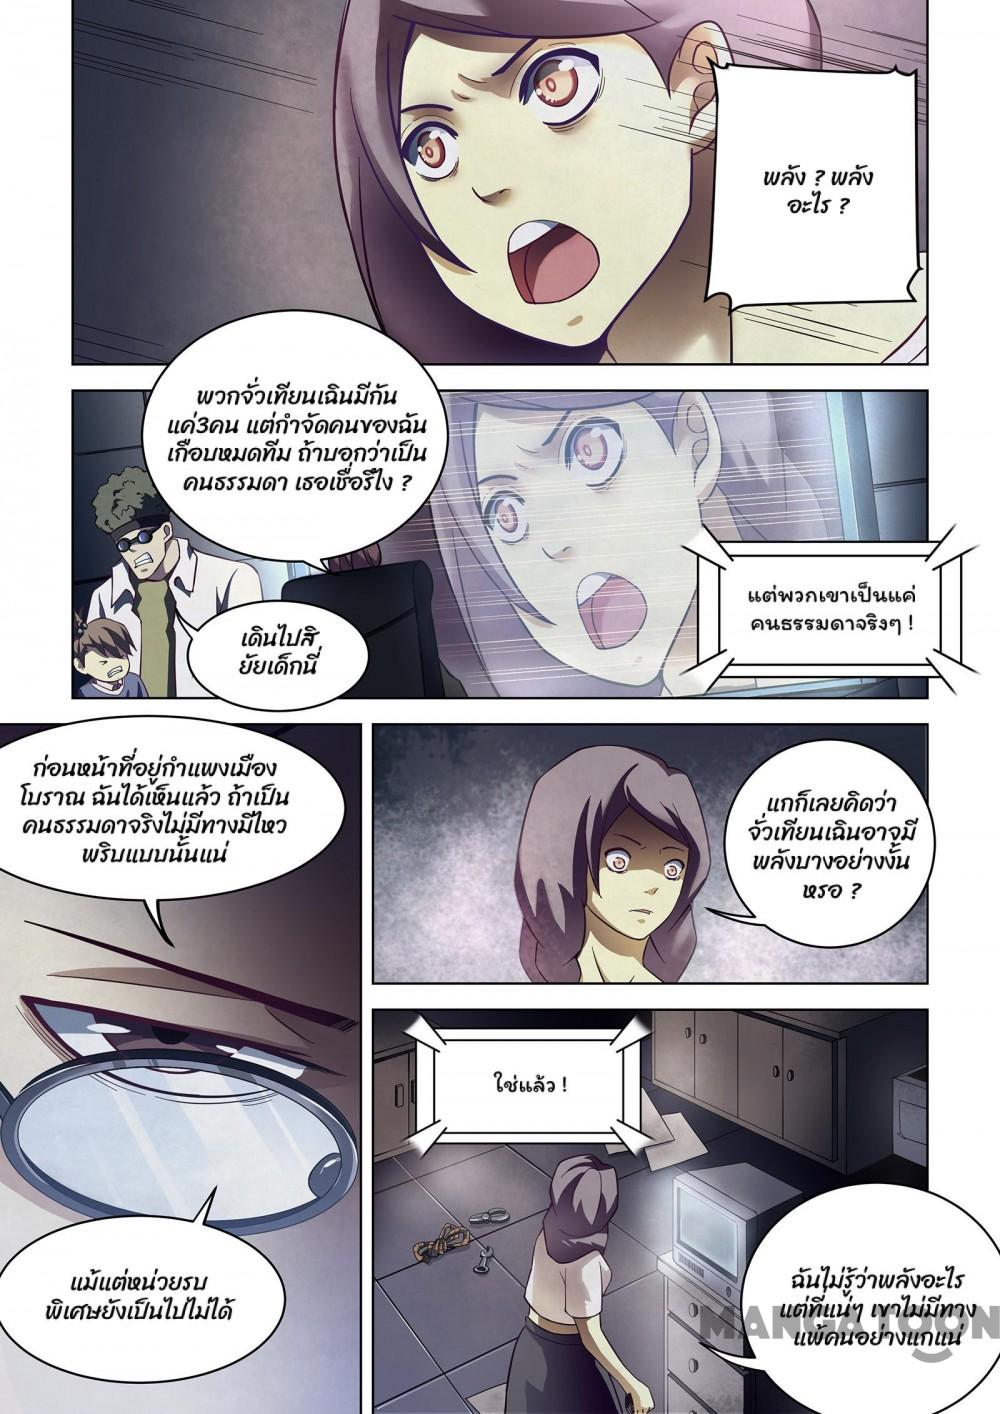 พลัง ? พลัง
อะไร ?
พวกจั่วเทียนเฉินมีกัน
แค่3คน แต่กำจัดคนของฉัน
เกือบหมดทีม ถ้าบอกว่าเป็น
คนธรรมดา เธอเชื่อรึไง ?
แต่พวกเขาเป็นแค่
คนธรรมดาจริงๆ !
เดินไปสิ
ยัยเด็กนี่
ก่อนหน้าที่อยู่กำแพงเมือง
โบราณ ฉันได้เห็นแล้ว ถ้าเป็น
คนธรรมดาจริงไม่มีทางมีไหว
พริบแบบนั้นแน่
แกก็เลยคิดว่า
จั่วเทียนเฉินอาจมี
พลังบางอย่างงั้น
หรอ ?
ใช่แล้ว !
แม้แต่หน่วยรบ
พิเศษยังเป็นไปไม่ได้
ฉันไม่รู้ว่าพลังอะไร
แต่ที่แน่ๆ เขาไม่มีทาง
แพ้คนอย่างแกแน่
MANGATOON